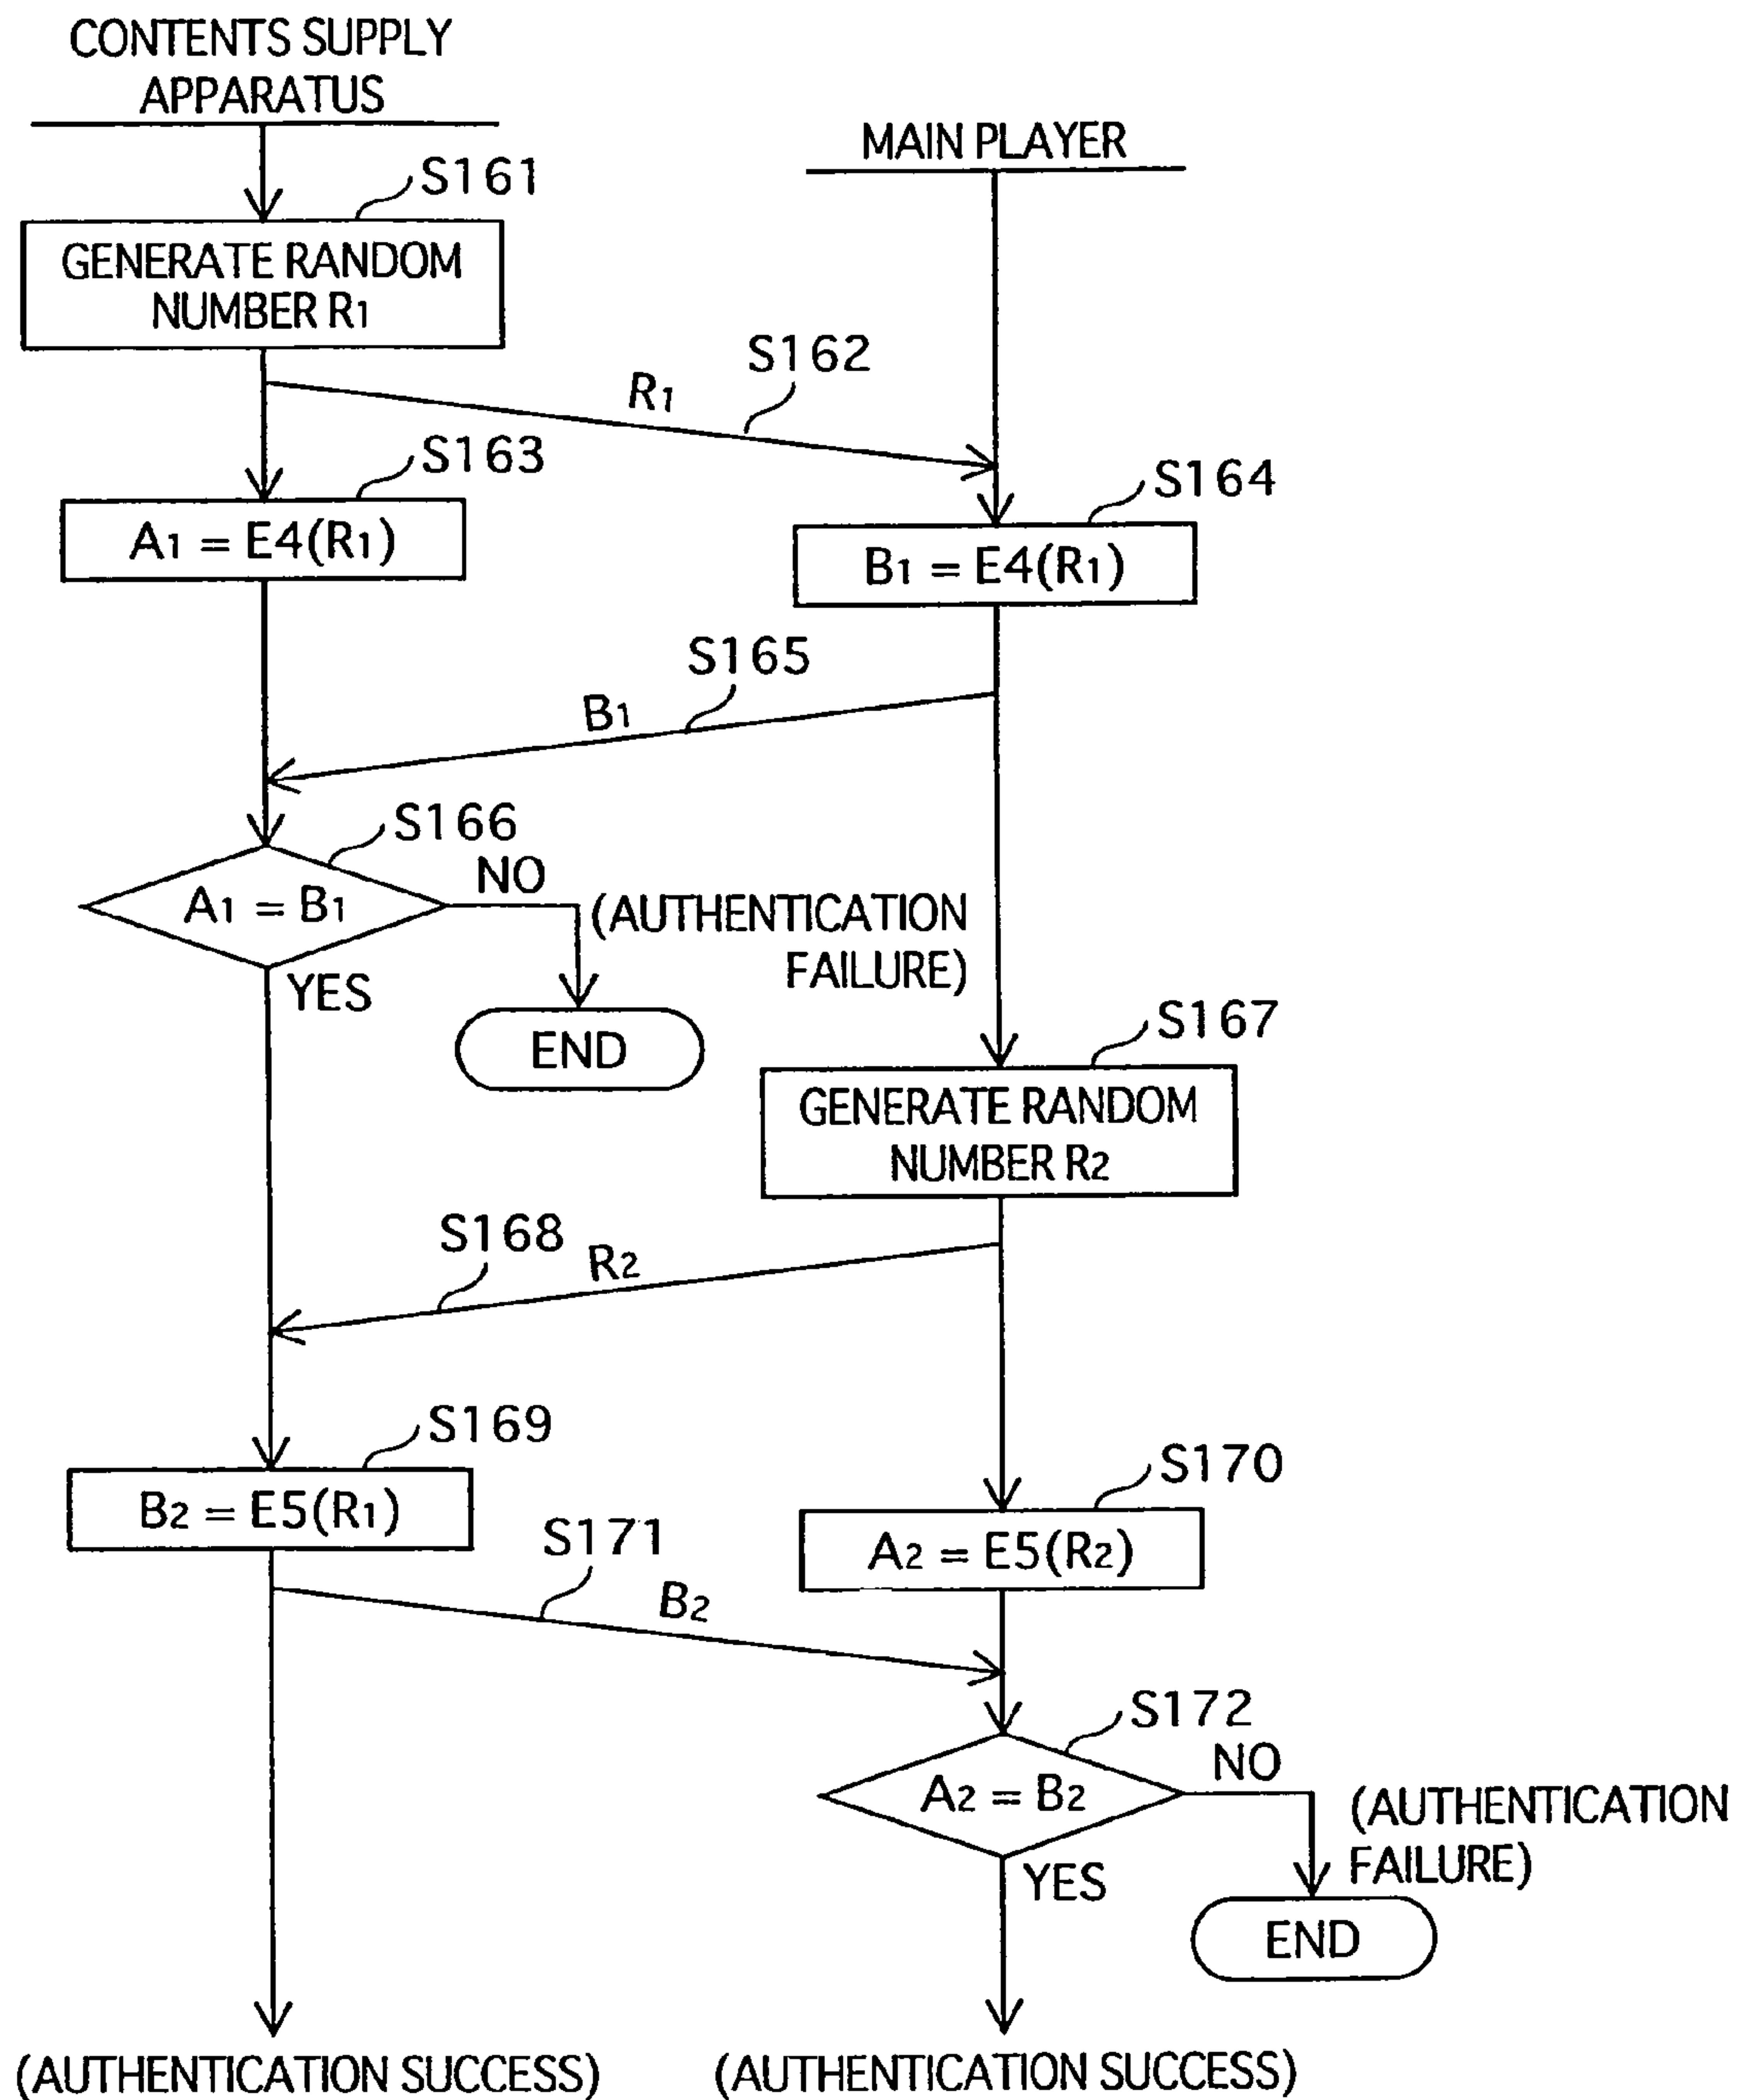 CONTENTS SUPPLY
APPARATUS
MAIN PLAYER
S161
GENERATE RANDOM
NUMBER R1
S162
R1
S163
S164
A1 = E4(R1)
B1 = E4(R1)
S165
B1
S166
NO
A1 = B1
(AUTHENTICATION
FAILURE)
YES
END
S167
GENERATE RANDOM
NUMBER R2
S168
R2
S169
S170
B2 = E5(R1)
A2 = E5(R2)
S171
B2
S172
NO
A2 = B2
(AUTHENTICATION
FAILURE)
YES
END
(AUTHENTICATION SUCCESS)
(AUTHENTICATION SUCCESS)